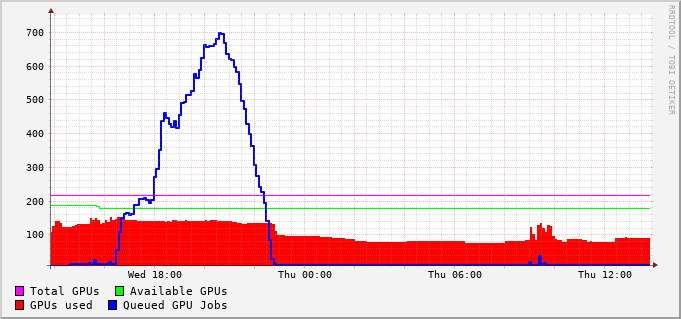 RRDTOOL / TOBI OETIKER
700
600
500
400
300
200
100
Wed 18:00 Thu 00:00 Thu 06:00 Thu 12:00
Total GPUs Available GPUs
GPUs used Queued GPU Jobs